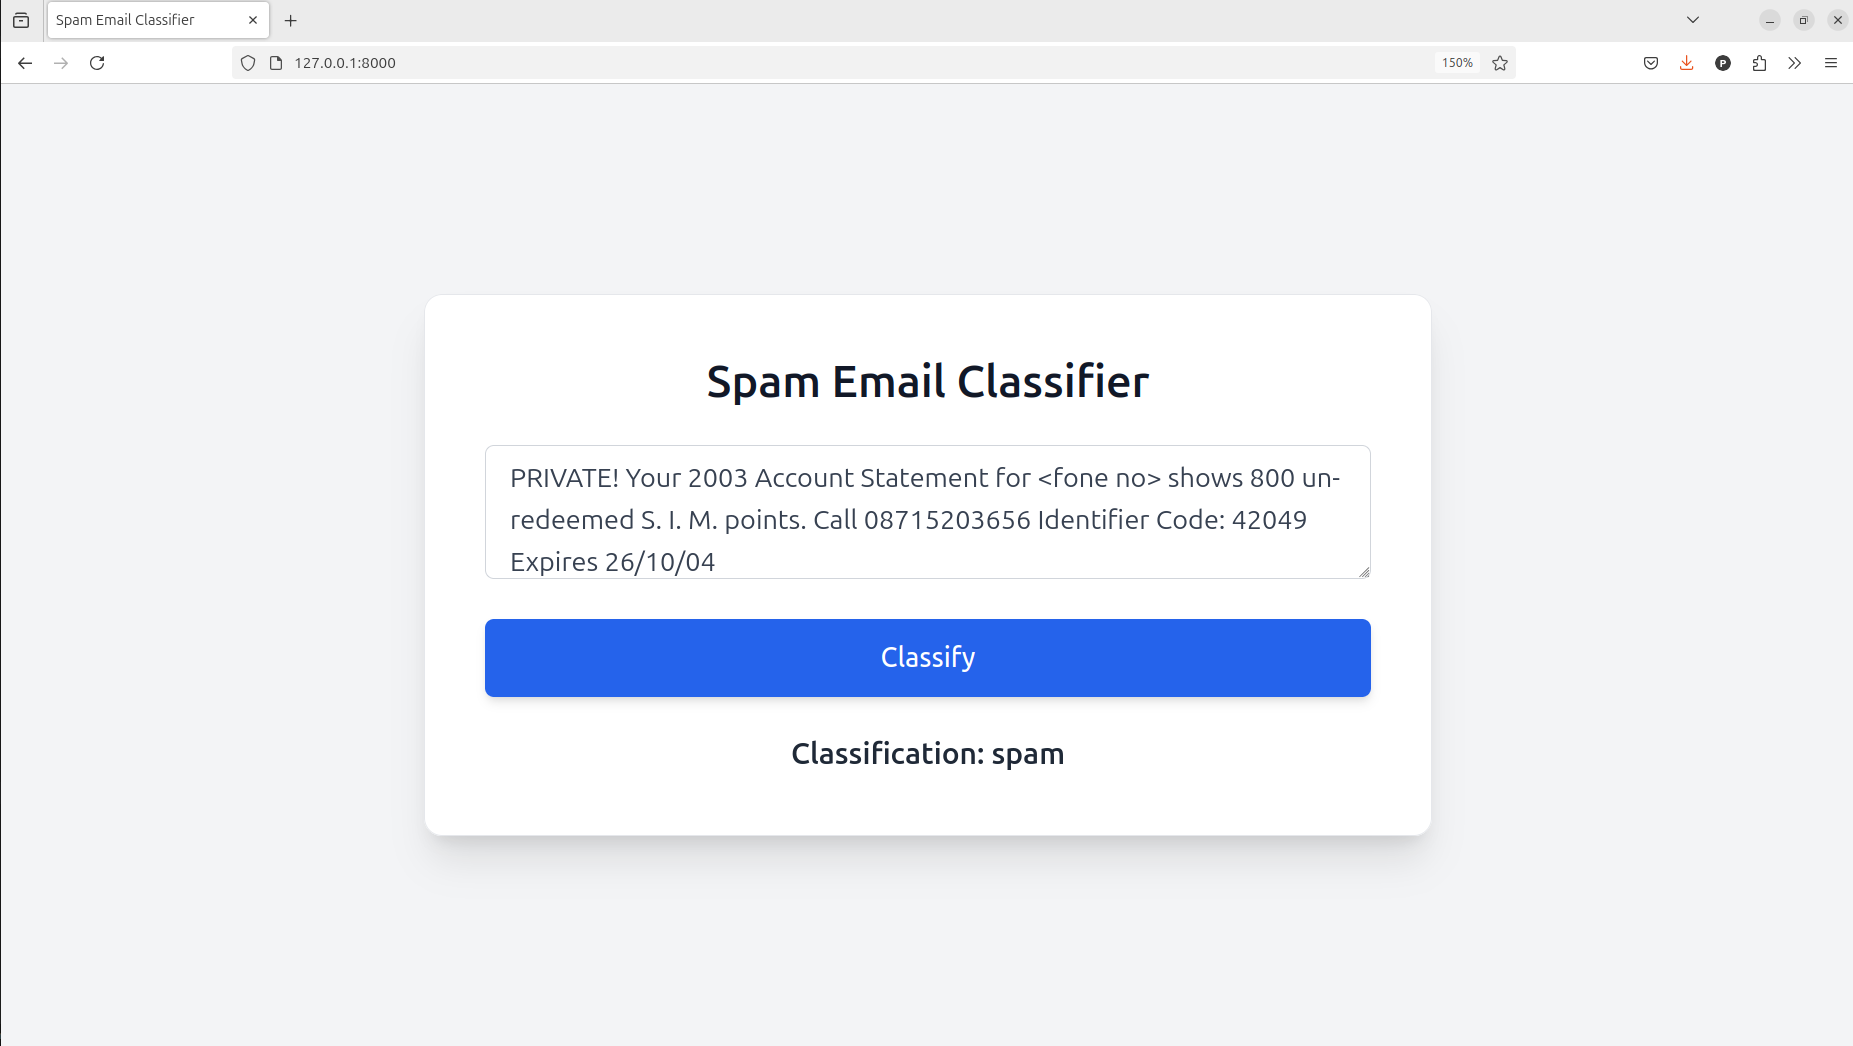 Spam Email Classifier
127.0.0.1:8000
150%
P
Spam Email Classifier
PRIVATE! Your 2003 Account Statement for <fone no> shows 800 un-
redeemed S. I. M. points. Call 08715203656 Identifier Code: 42049
Expires 26/10/04
Classify
Classification: spam